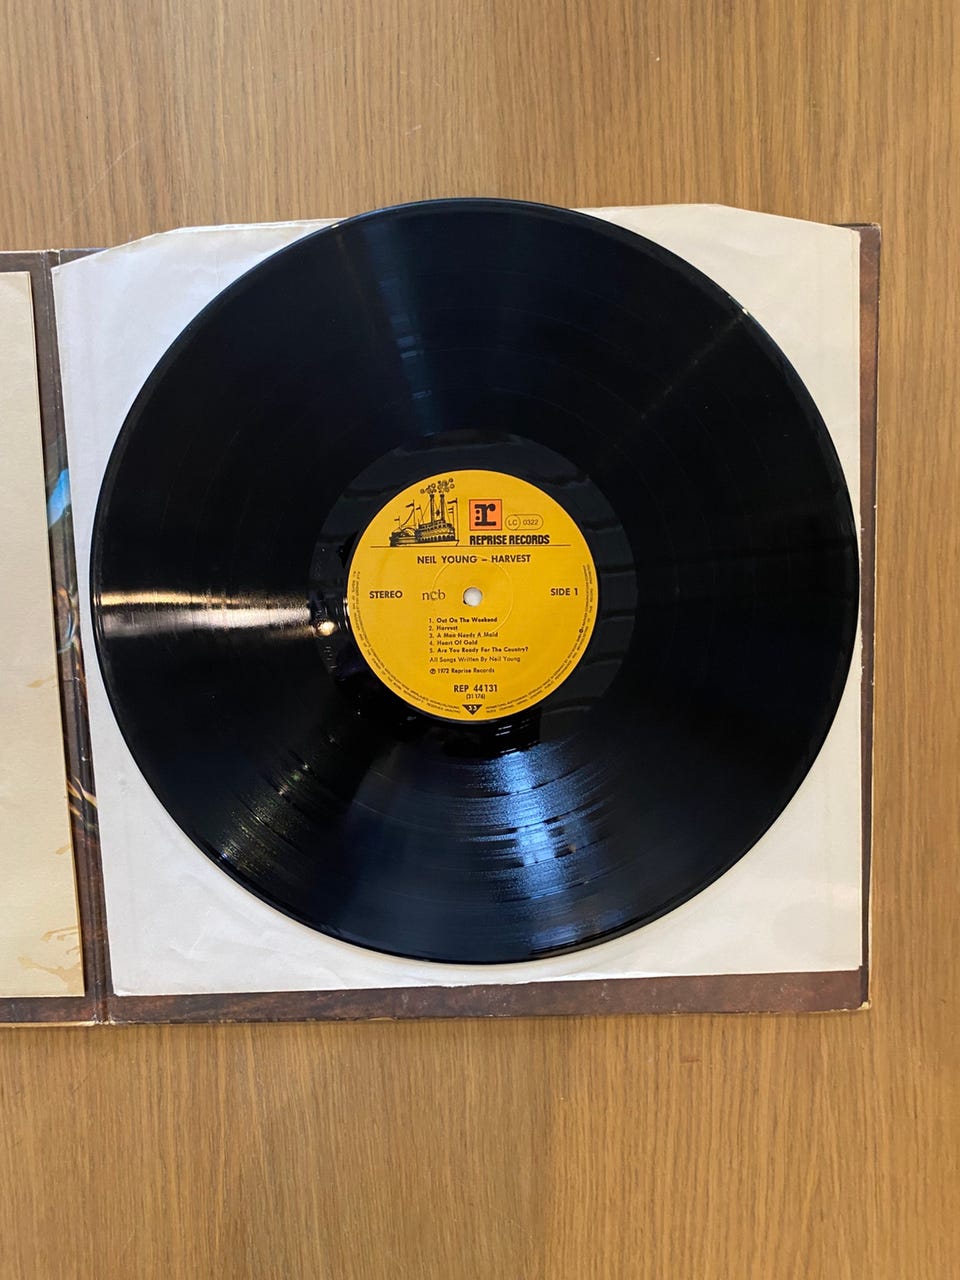 r
LC 0322
REPRISE RECORDS
NEIL YOUNG – HARVEST
STEREO ncb SIDE 1
1. Out On The Weekend
2. Harvest
3. A Man Needs A Maid
4. Heart Of Gold
5. Are You Ready For The Country?
All Songs Written By Neil Young
℗ 1972 Reprise Records
REP 44131
(31 176)
33